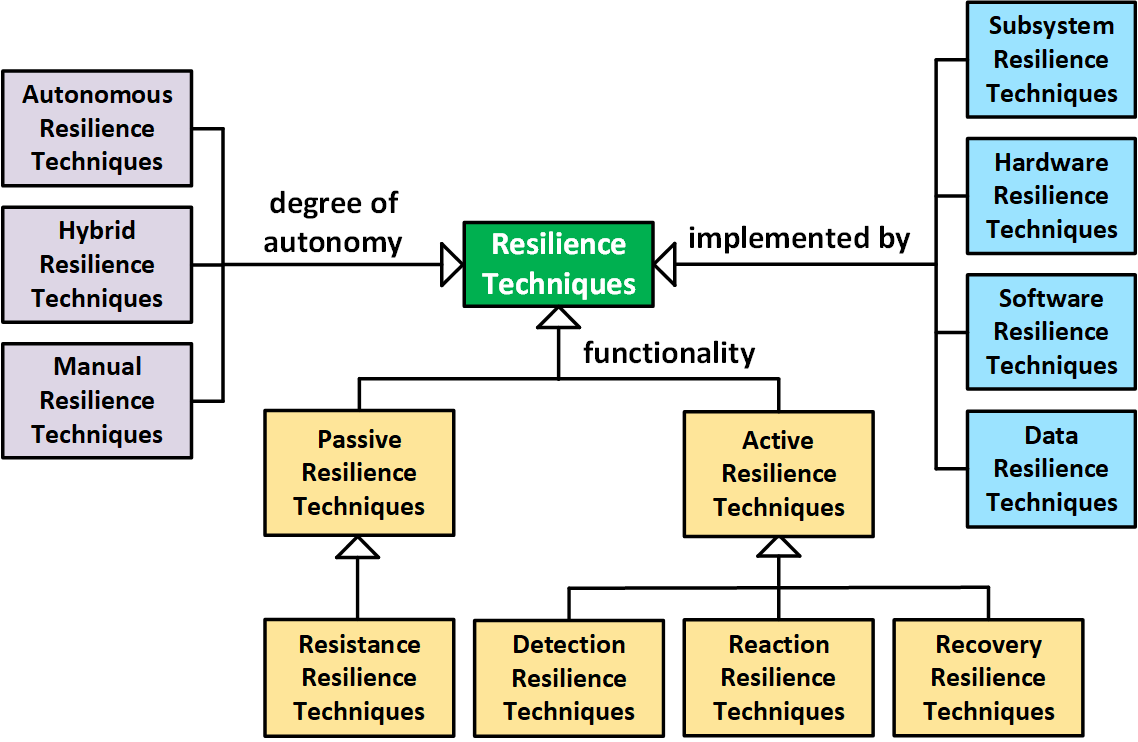 Autonomous
Resilience
Techniques
Hybrid
Resilience
Techniques
Manual
Resilience
Techniques
degree of
autonomy
Resilience
Techniques
implemented by
functionality
Subsystem
Resilience
Techniques
Hardware
Resilience
Techniques
Software
Resilience
Techniques
Data
Resilience
Techniques
Passive
Resilience
Techniques
Active
Resilience
Techniques
Resistance
Resilience
Techniques
Detection
Resilience
Techniques
Reaction
Resilience
Techniques
Recovery
Resilience
Techniques